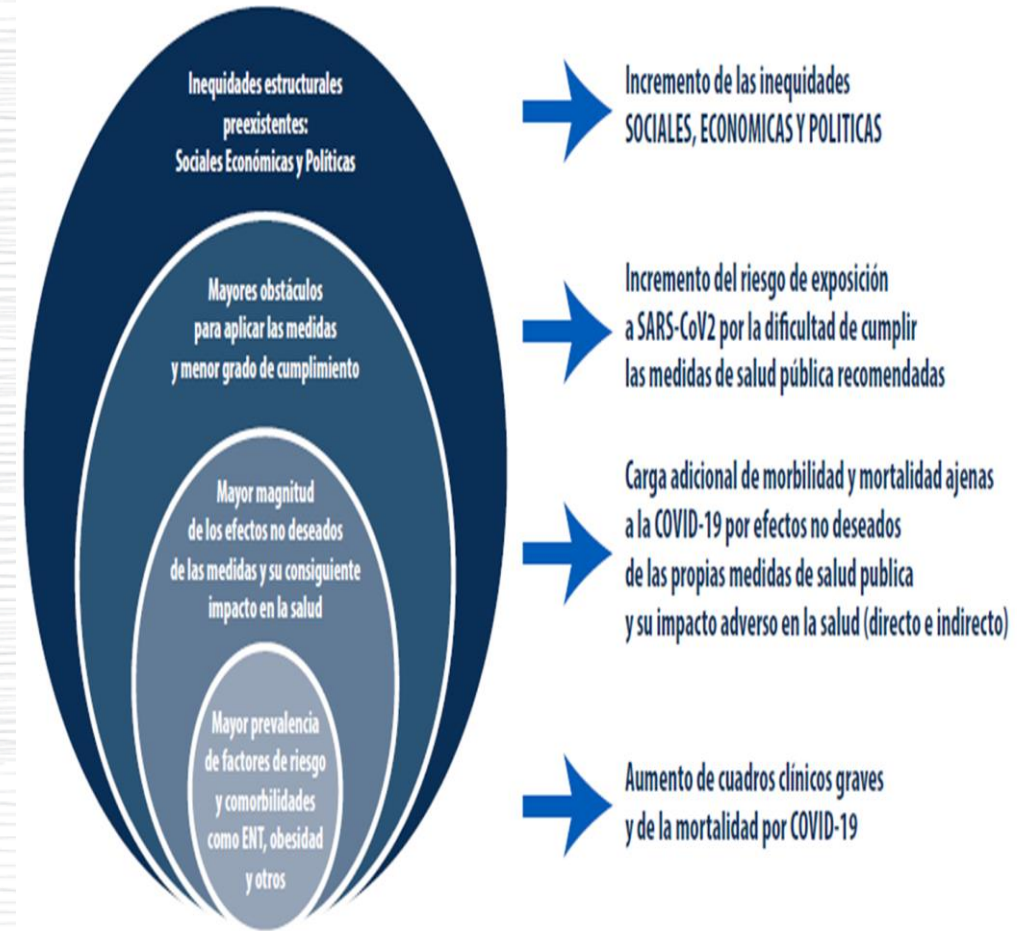 Inequidades estructurales
preexistentes:
Sociales Económicas y Políticas
Incremento de las inequidades
SOCIALES, ECONOMICAS Y POLITICAS
Mayores obstáculos
para aplicar las medidas
y menor grado de cumplimiento
Incremento del riesgo de exposición
a SARS-CoV2 por la dificultad de cumplir
las medidas de salud pública recomendadas
Mayor magnitud
de los efectos no deseados
de las medidas y su consiguiente
impacto en la salud
Carga adicional de morbilidad y mortalidad ajenas
a la COVID-19 por efectos no deseados
de las propias medidas de salud publica
y su impacto adverso en la salud (directo e indirecto)
Mayor prevalencia
de factores de riesgo
y comorbilidades
como ENT, obesidad
y otros
Aumento de cuadros clínicos graves
y de la mortalidad por COVID-19